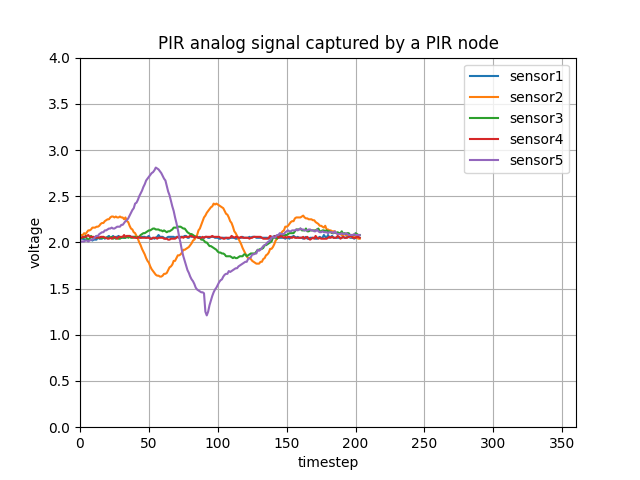 PIR analog signal captured by a PIR node
4.0
3.5
3.0
2.5
2.0
1.5
1.0
0.5
0.0
voltage
sensor1
sensor2
sensor3
sensor4
sensor5
0 50 100 150 200 250 300 350
timestep